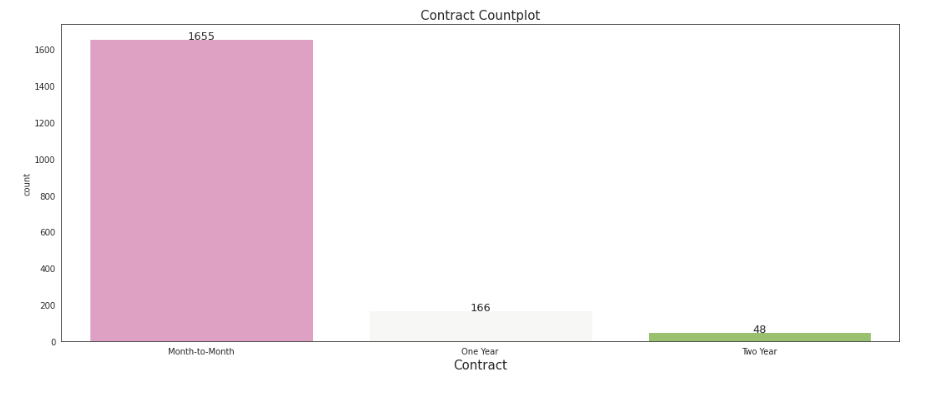 Contract Countplot
1655
1600
1400
1200
1000
800
600
400
200
0
count
166
48
Month-to-Month
One Year
Two Year
Contract